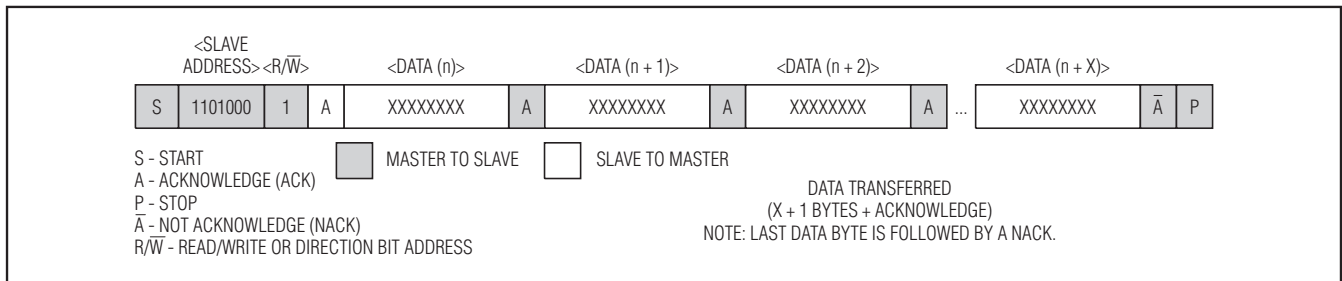 <SLAVE
ADDRESS> <R/W̅> <DATA (n)> <DATA (n + 1)> <DATA (n + 2)> <DATA (n + X)>
S 1101000 1 A XXXXXXXX A XXXXXXXX A XXXXXXXX A ... XXXXXXXX A̅ P
S - START MASTER TO SLAVE SLAVE TO MASTER
A - ACKNOWLEDGE (ACK)
P - STOP
A̅ - NOT ACKNOWLEDGE (NACK)
R/W̅ - READ/WRITE OR DIRECTION BIT ADDRESS
DATA TRANSFERRED
(X + 1 BYTES + ACKNOWLEDGE)
NOTE: LAST DATA BYTE IS FOLLOWED BY A NACK.